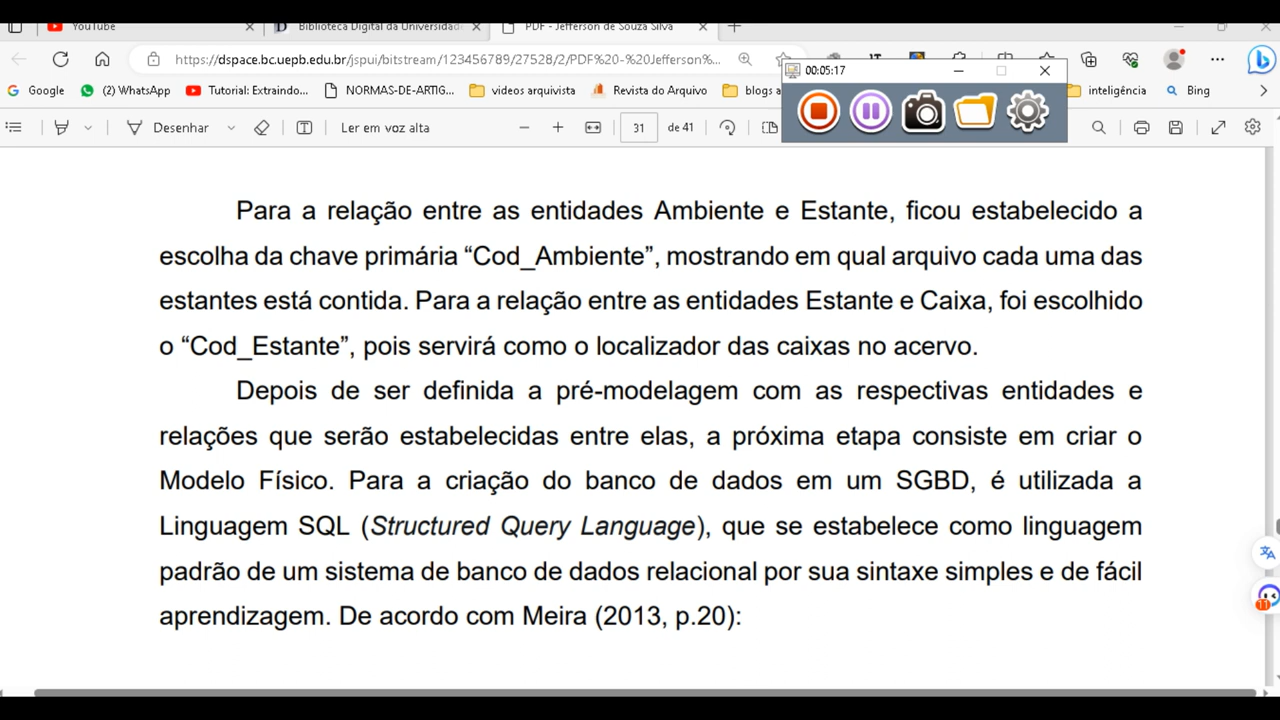 YouTube
Biblioteca Digital da Universidade
PDF - Jefferson de Souza Silva
https://dspace.bc.uepb.edu.br/jspui/bitstream/123456789/27528/2/PDF%20-%20Jefferson%...
00:05:17
Google
(2) WhatsApp
Tutorial: Extraindo...
NORMAS-DE-ARTIG...
videos arquivista
Revista do Arquivo
blogs a
inteligência
Bing
Desenhar
Ler em voz alta
31
de 41
Para a relação entre as entidades Ambiente e Estante, ficou estabelecido a
escolha da chave primária “Cod_Ambiente”, mostrando em qual arquivo cada uma das
estantes está contida. Para a relação entre as entidades Estante e Caixa, foi escolhido
o “Cod_Estante”, pois servirá como o localizador das caixas no acervo.
Depois de ser definida a pré-modelagem com as respectivas entidades e
relações que serão estabelecidas entre elas, a próxima etapa consiste em criar o
Modelo Físico. Para a criação do banco de dados em um SGBD, é utilizada a
Linguagem SQL (Structured Query Language), que se estabelece como linguagem
padrão de um sistema de banco de dados relacional por sua sintaxe simples e de fácil
aprendizagem. De acordo com Meira (2013, p.20):
11